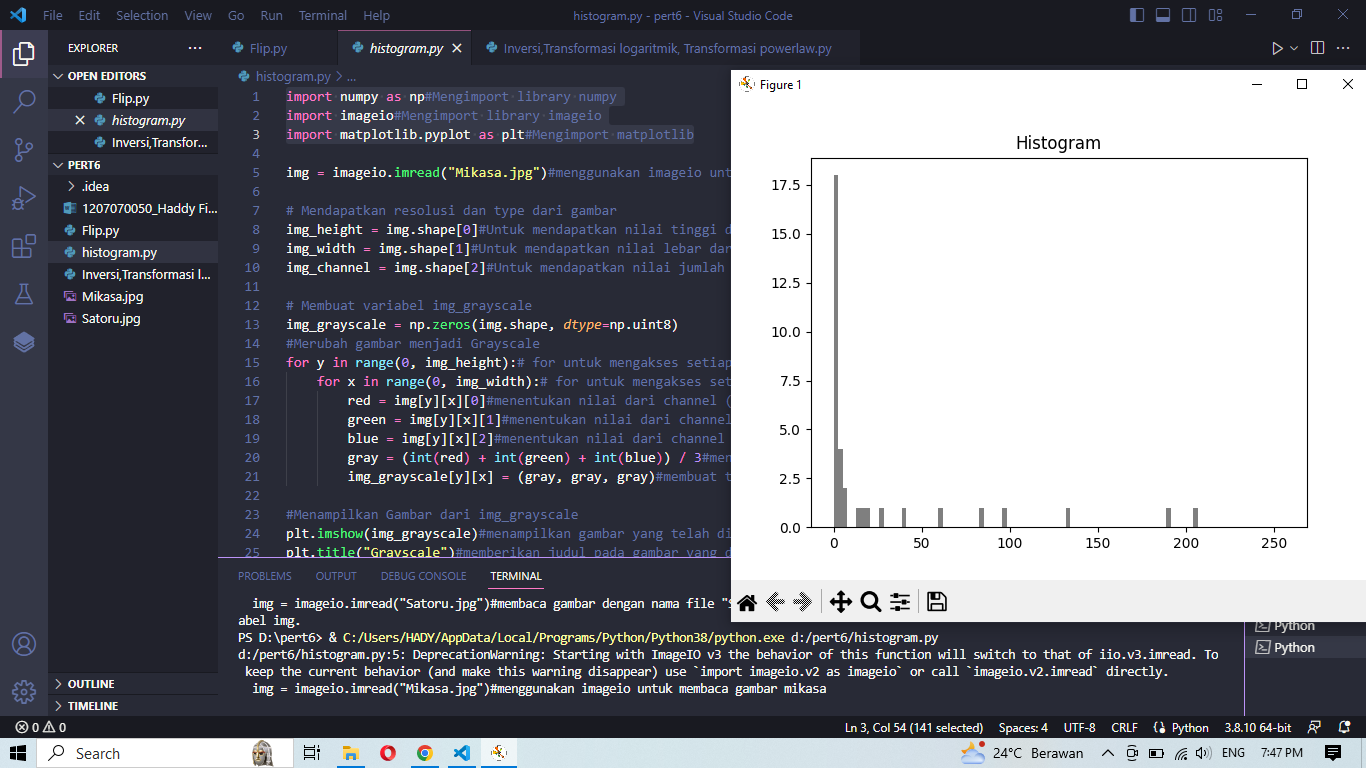 File Edit Selection View Go Run Terminal Help
histogram.py - pert6 - Visual Studio Code
EXPLORER
OPEN EDITORS
Flip.py
histogram.py
Inversi,Transfor...
PERT6
.idea
1207070050_Haddy Fi...
Flip.py
histogram.py
Inversi,Transformasi l...
Mikasa.jpg
Satoru.jpg
OUTLINE
TIMELINE
Flip.py histogram.py Inversi,Transformasi logaritmik, Transformasi powerlaw.py
histogram.py > ...
1 import numpy as np#Mengimport library numpy
2 import imageio#Mengimport library imageio
3 import matplotlib.pyplot as plt#Mengimport matplotlib
4
5 img = imageio.imread("Mikasa.jpg")#menggunakan imageio unt
6
7 # Mendapatkan resolusi dan type dari gambar
8 img_height = img.shape[0]#Untuk mendapatkan nilai tinggi d
9 img_width = img.shape[1]#Untuk mendapatkan nilai lebar dar
10 img_channel = img.shape[2]#Untuk mendapatkan nilai jumlah
11
12 # Membuat variabel img_grayscale
13 img_grayscale = np.zeros(img.shape, dtype=np.uint8)
14 #Merubah gambar menjadi Grayscale
15 for y in range(0, img_height):# for untuk mengakses setiap
16 for x in range(0, img_width):# for untuk mengakses set
17 red = img[y][x][0]#menentukan nilai dari channel (
18 green = img[y][x][1]#menentukan nilai dari channel
19 blue = img[y][x][2]#menentukan nilai dari channel
20 gray = (int(red) + int(green) + int(blue)) / 3#men
21 img_grayscale[y][x] = (gray, gray, gray)#membuat t
22
23 #Menampilkan Gambar dari img_grayscale
24 plt.imshow(img_grayscale)#menampilkan gambar yang telah di
25 plt.title("Grayscale")#memberikan judul pada gambar yang d
Figure 1
Histogram
17.5
15.0
12.5
10.0
7.5
5.0
2.5
0.0
0 50 100 150 200 250
PROBLEMS OUTPUT DEBUG CONSOLE TERMINAL
img = imageio.imread("Satoru.jpg")#membaca gambar dengan nama file "S
abel img.
PS D:\pert6> & C:/Users/HADY/AppData/Local/Programs/Python/Python38/python.exe d:/pert6/histogram.py
d:/pert6/histogram.py:5: DeprecationWarning: Starting with ImageIO v3 the behavior of this function will switch to that of iio.v3.imread. To
keep the current behavior (and make this warning disappear) use `import imageio.v2 as imageio` or call `imageio.v2.imread` directly.
img = imageio.imread("Mikasa.jpg")#menggunakan imageio untuk membaca gambar mikasa
Python
Python
0 0 Ln 3, Col 54 (141 selected) Spaces: 4 UTF-8 CRLF Python 3.8.10 64-bit
Search 24°C Berawan ENG 7:47 PM